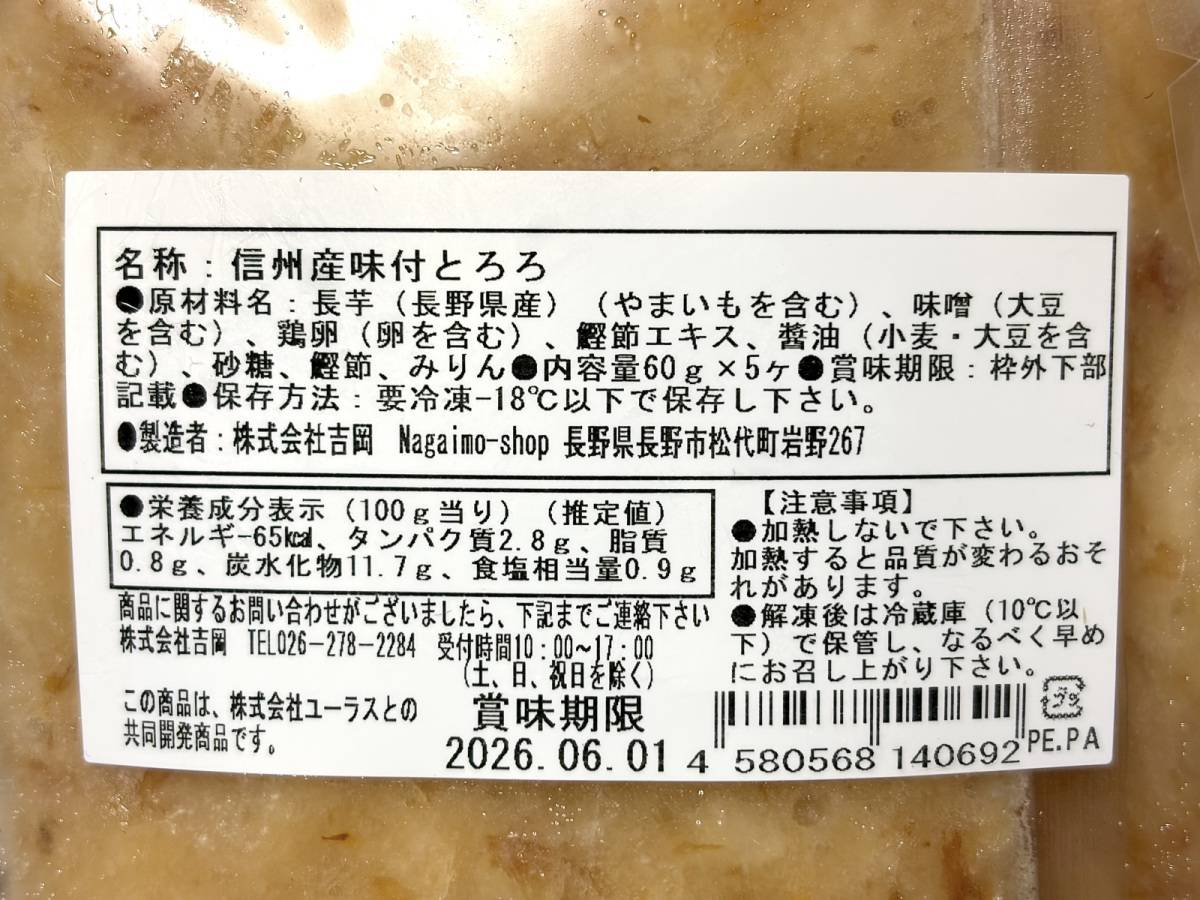 名称：信州産味付とろろ
●原材料名：長芋（長野県産）（やまいもを含む）、味噌（大豆
を含む）、鶏卵（卵を含む）、鰹節エキス、醬油（小麦・大豆を含
む）、砂糖、鰹節、みりん●内容量60ｇ×5ヶ●賞味期限：枠外下部
記載●保存方法：要冷凍-18℃以下で保存し下さい。
●製造者：株式会社吉岡　Nagaimo-shop 長野県長野市松代町岩野267
●栄養成分表示（100ｇ当り）（推定値）
エネルギー65㎉、タンパク質2.8ｇ、脂質
0.8ｇ、炭水化物11.7ｇ、食塩相当量0.9ｇ
商品に関するお問い合わせがございましたら、下記までご連絡下さい
株式会社吉岡　TEL026-278-2284　受付時間10：00～17：00
（土、日、祝日を除く）
この商品は、株式会社ユーラスとの
共同開発商品です。
賞味期限
2026.06.01
【注意事項】
●加熱しないで下さい。
加熱すると品質が変わるおそ
れがあります。
●解凍後は冷蔵庫（10℃以
下）で保管し、なるべく早め
にお召し上がり下さい。
4 580568 140692
プラ
PE.PA